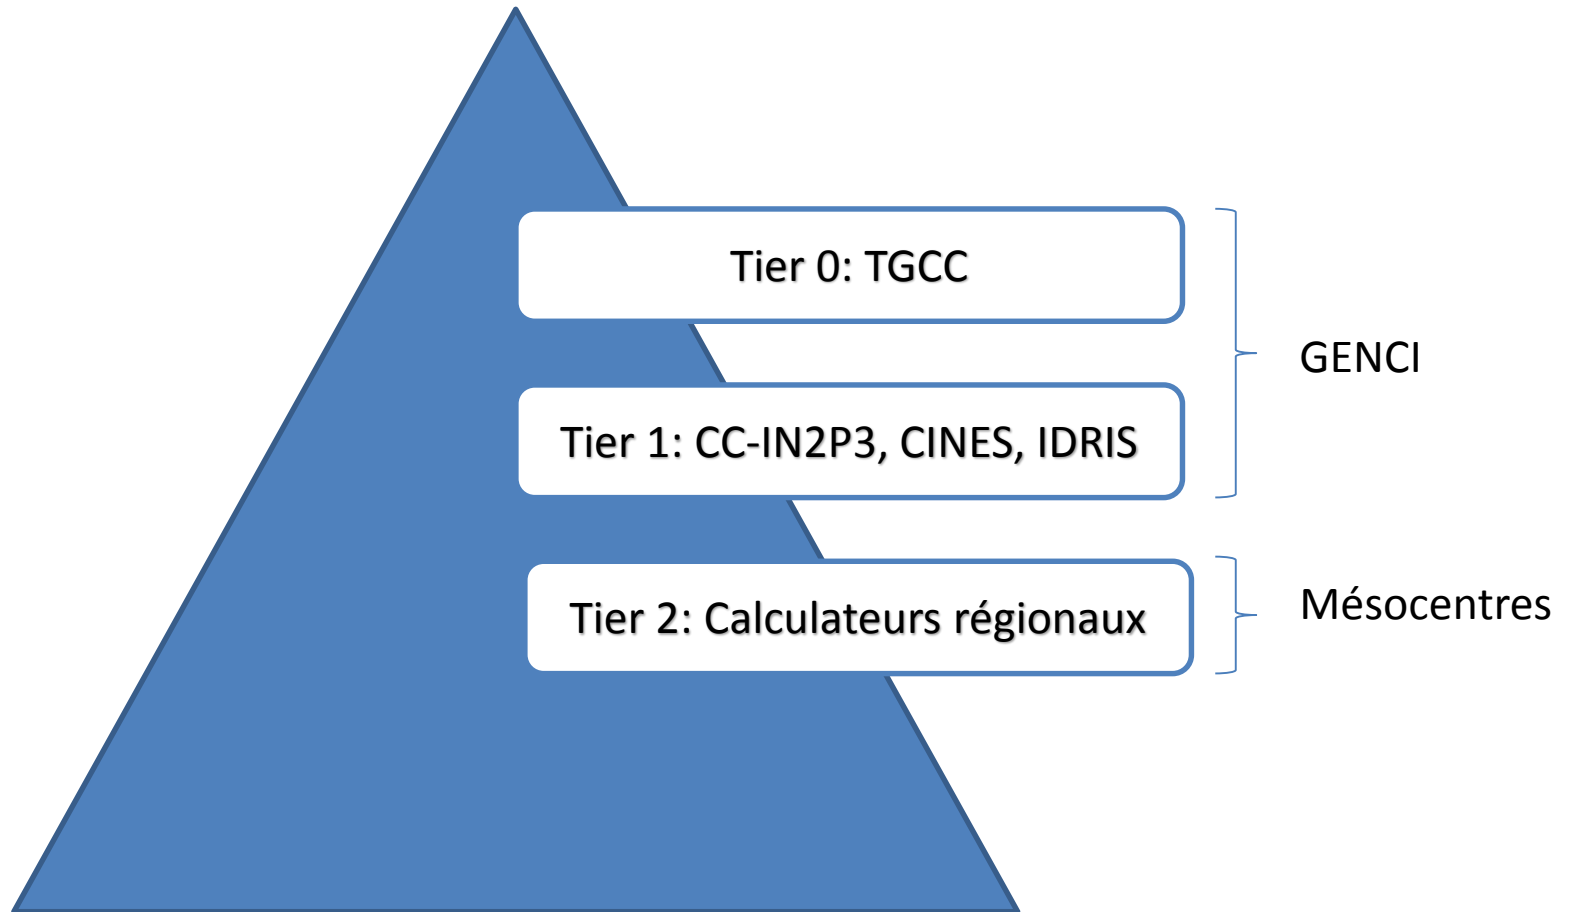 Tier 0: TGCC
GENCI
Tier 1: CC-IN2P3, CINES, IDRIS
Tier 2: Calculateurs régionaux
Mésocentres